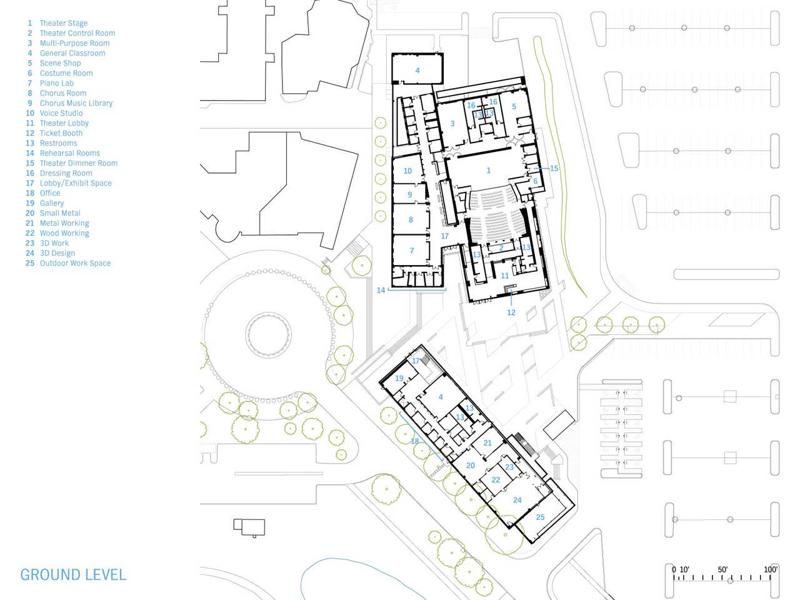 1 Theater Stage
2 Theater Control Room
3 Multi-Purpose Room
4 General Classroom
5 Scene Shop
6 Costume Room
7 Piano Lab
8 Chorus Room
9 Chorus Music Library
10 Voice Studio
11 Theater Lobby
12 Ticket Booth
13 Restrooms
14 Rehearsal Rooms
15 Theater Dimmer Room
16 Dressing Room
17 Lobby/Exhibit Space
18 Office
19 Gallery
20 Small Metal
21 Metal Working
22 Wood Working
23 3D Work
24 3D Design
25 Outdoor Work Space
4
16
16
5
3
13
13
1
15
10
6
9
8
17
7
2
13
13
11
14
12
17
19
4
13
13
18
21
20
23
22
24
25
GROUND LEVEL
0 10' 50' 100'